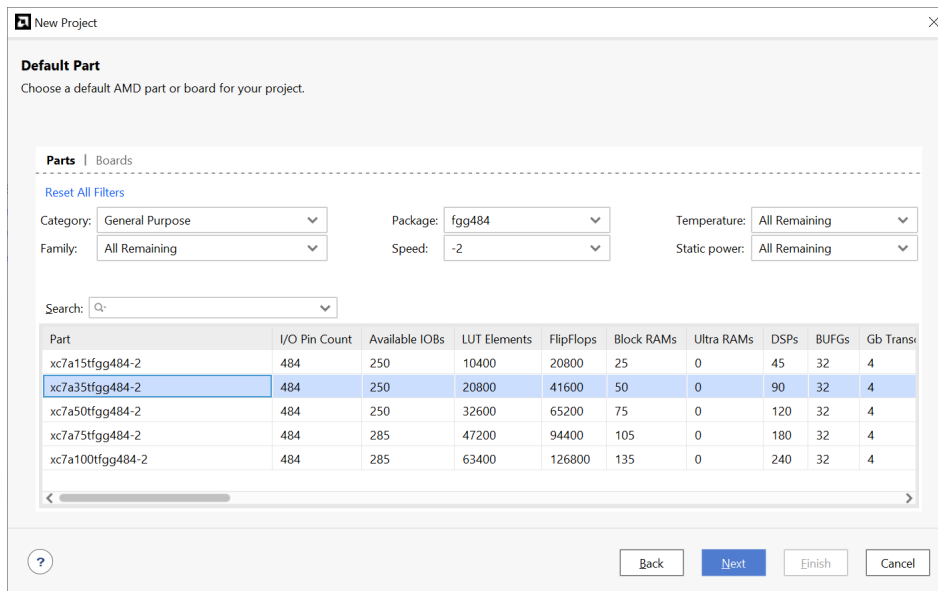 New Project
Default Part
Choose a default AMD part or board for your project.
Parts | Boards
Reset All Filters
Category: General Purpose Package: fgg484 Temperature: All Remaining
Family: All Remaining Speed: -2 Static power: All Remaining
Search:
Part I/O Pin Count Available IOBs LUT Elements FlipFlops Block RAMs Ultra RAMs DSPs BUFGs Gb Transc
xc7a15tfgg484-2 484 250 10400 20800 25 0 45 32 4
xc7a35tfgg484-2 484 250 20800 41600 50 0 90 32 4
xc7a50tfgg484-2 484 250 32600 65200 75 0 120 32 4
xc7a75tfgg484-2 484 285 47200 94400 105 0 180 32 4
xc7a100tfgg484-2 484 285 63400 126800 135 0 240 32 4
? Back Next Finish Cancel